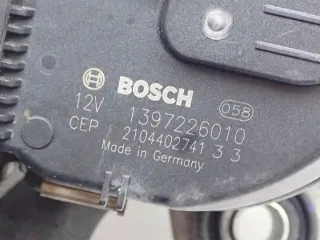 BOSCH
12V 1397226010 058
CEP 2104402741 3 3
Made in Germany